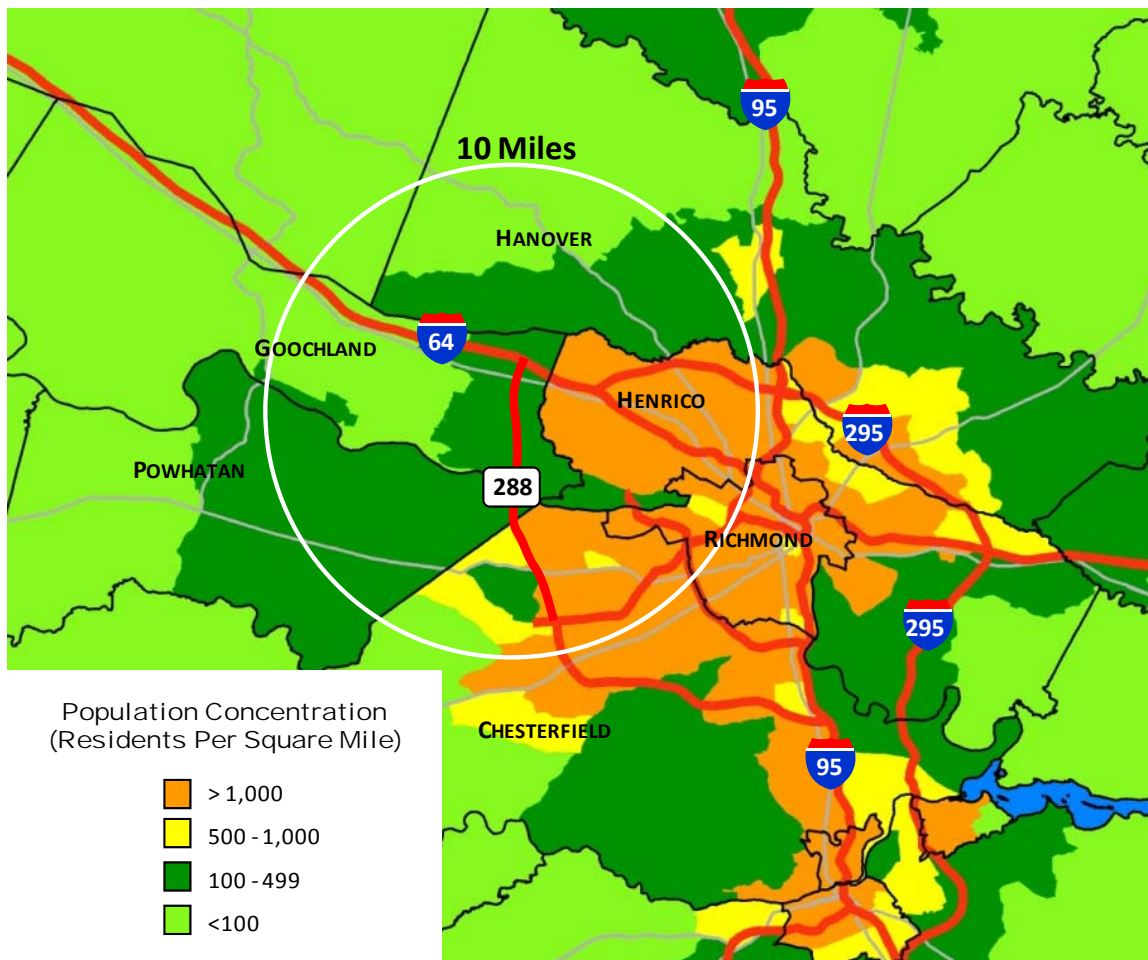 95
10 Miles
HANOVER
64
GOOCHLAND
HENRICO
295
POWHATAN
288
RICHMOND
295
CHESTERFIELD
95
Population Concentration
(Residents Per Square Mile)
> 1,000
500 - 1,000
100 - 499
<100